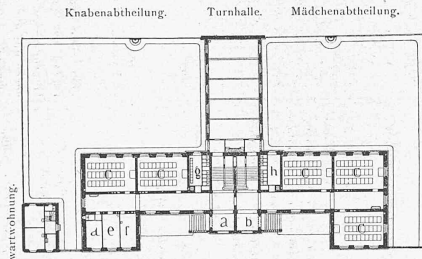 Knabenabtheilung. Turnhalle. Mädchenabtheilung.
c c g h c c
d e f a b c
wartwohnung.